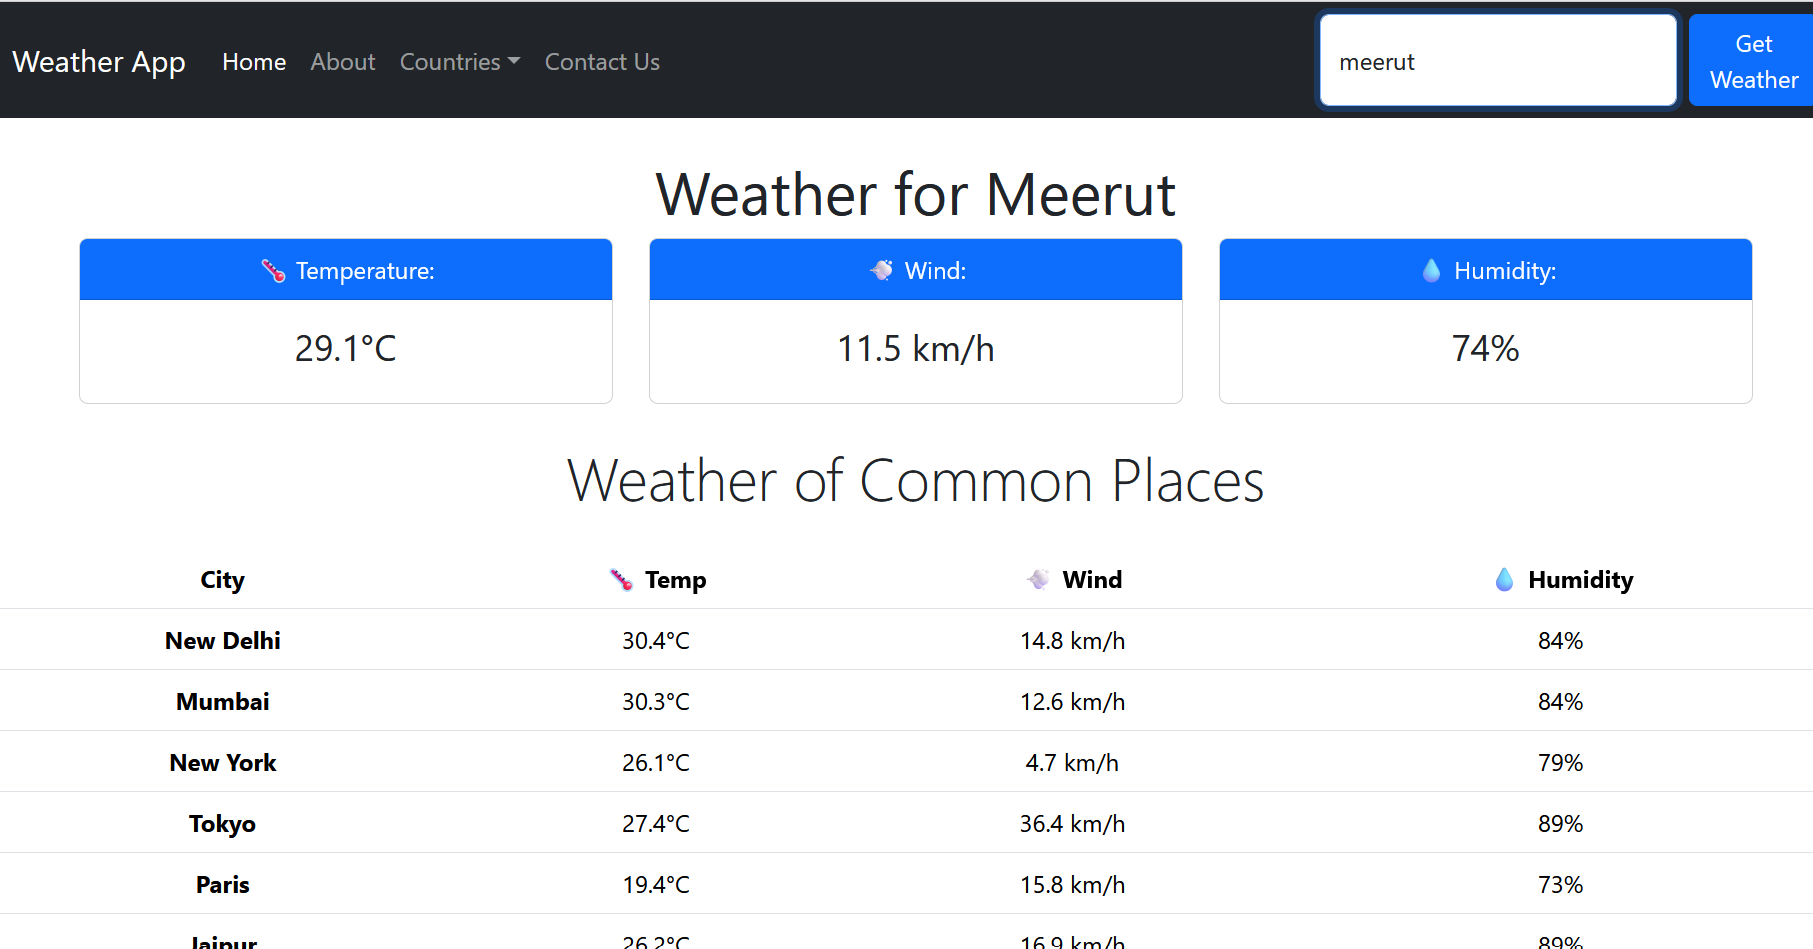 Weather App Home About Countries Contact Us meerut Get Weather
Weather for Meerut
🌡️ Temperature: 🌬️ Wind: 💧 Humidity:
29.1°C 11.5 km/h 74%
Weather of Common Places
City 🌡️ Temp 🌬️ Wind 💧 Humidity
New Delhi 30.4°C 14.8 km/h 84%
Mumbai 30.3°C 12.6 km/h 84%
New York 26.1°C 4.7 km/h 79%
Tokyo 27.4°C 36.4 km/h 89%
Paris 19.4°C 15.8 km/h 73%
Jaipur 26.2°C 16.9 km/h 89%